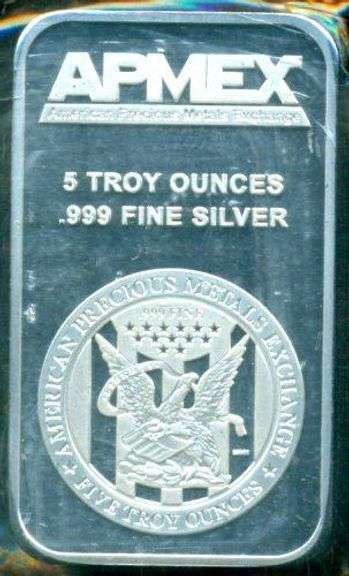 APMEX
American Precious Metals Exchange
5 TROY OUNCES
.999 FINE SILVER
AMERICAN PRECIOUS METALS EXCHANGE
.999 FINE
★ FIVE TROY OUNCES ★